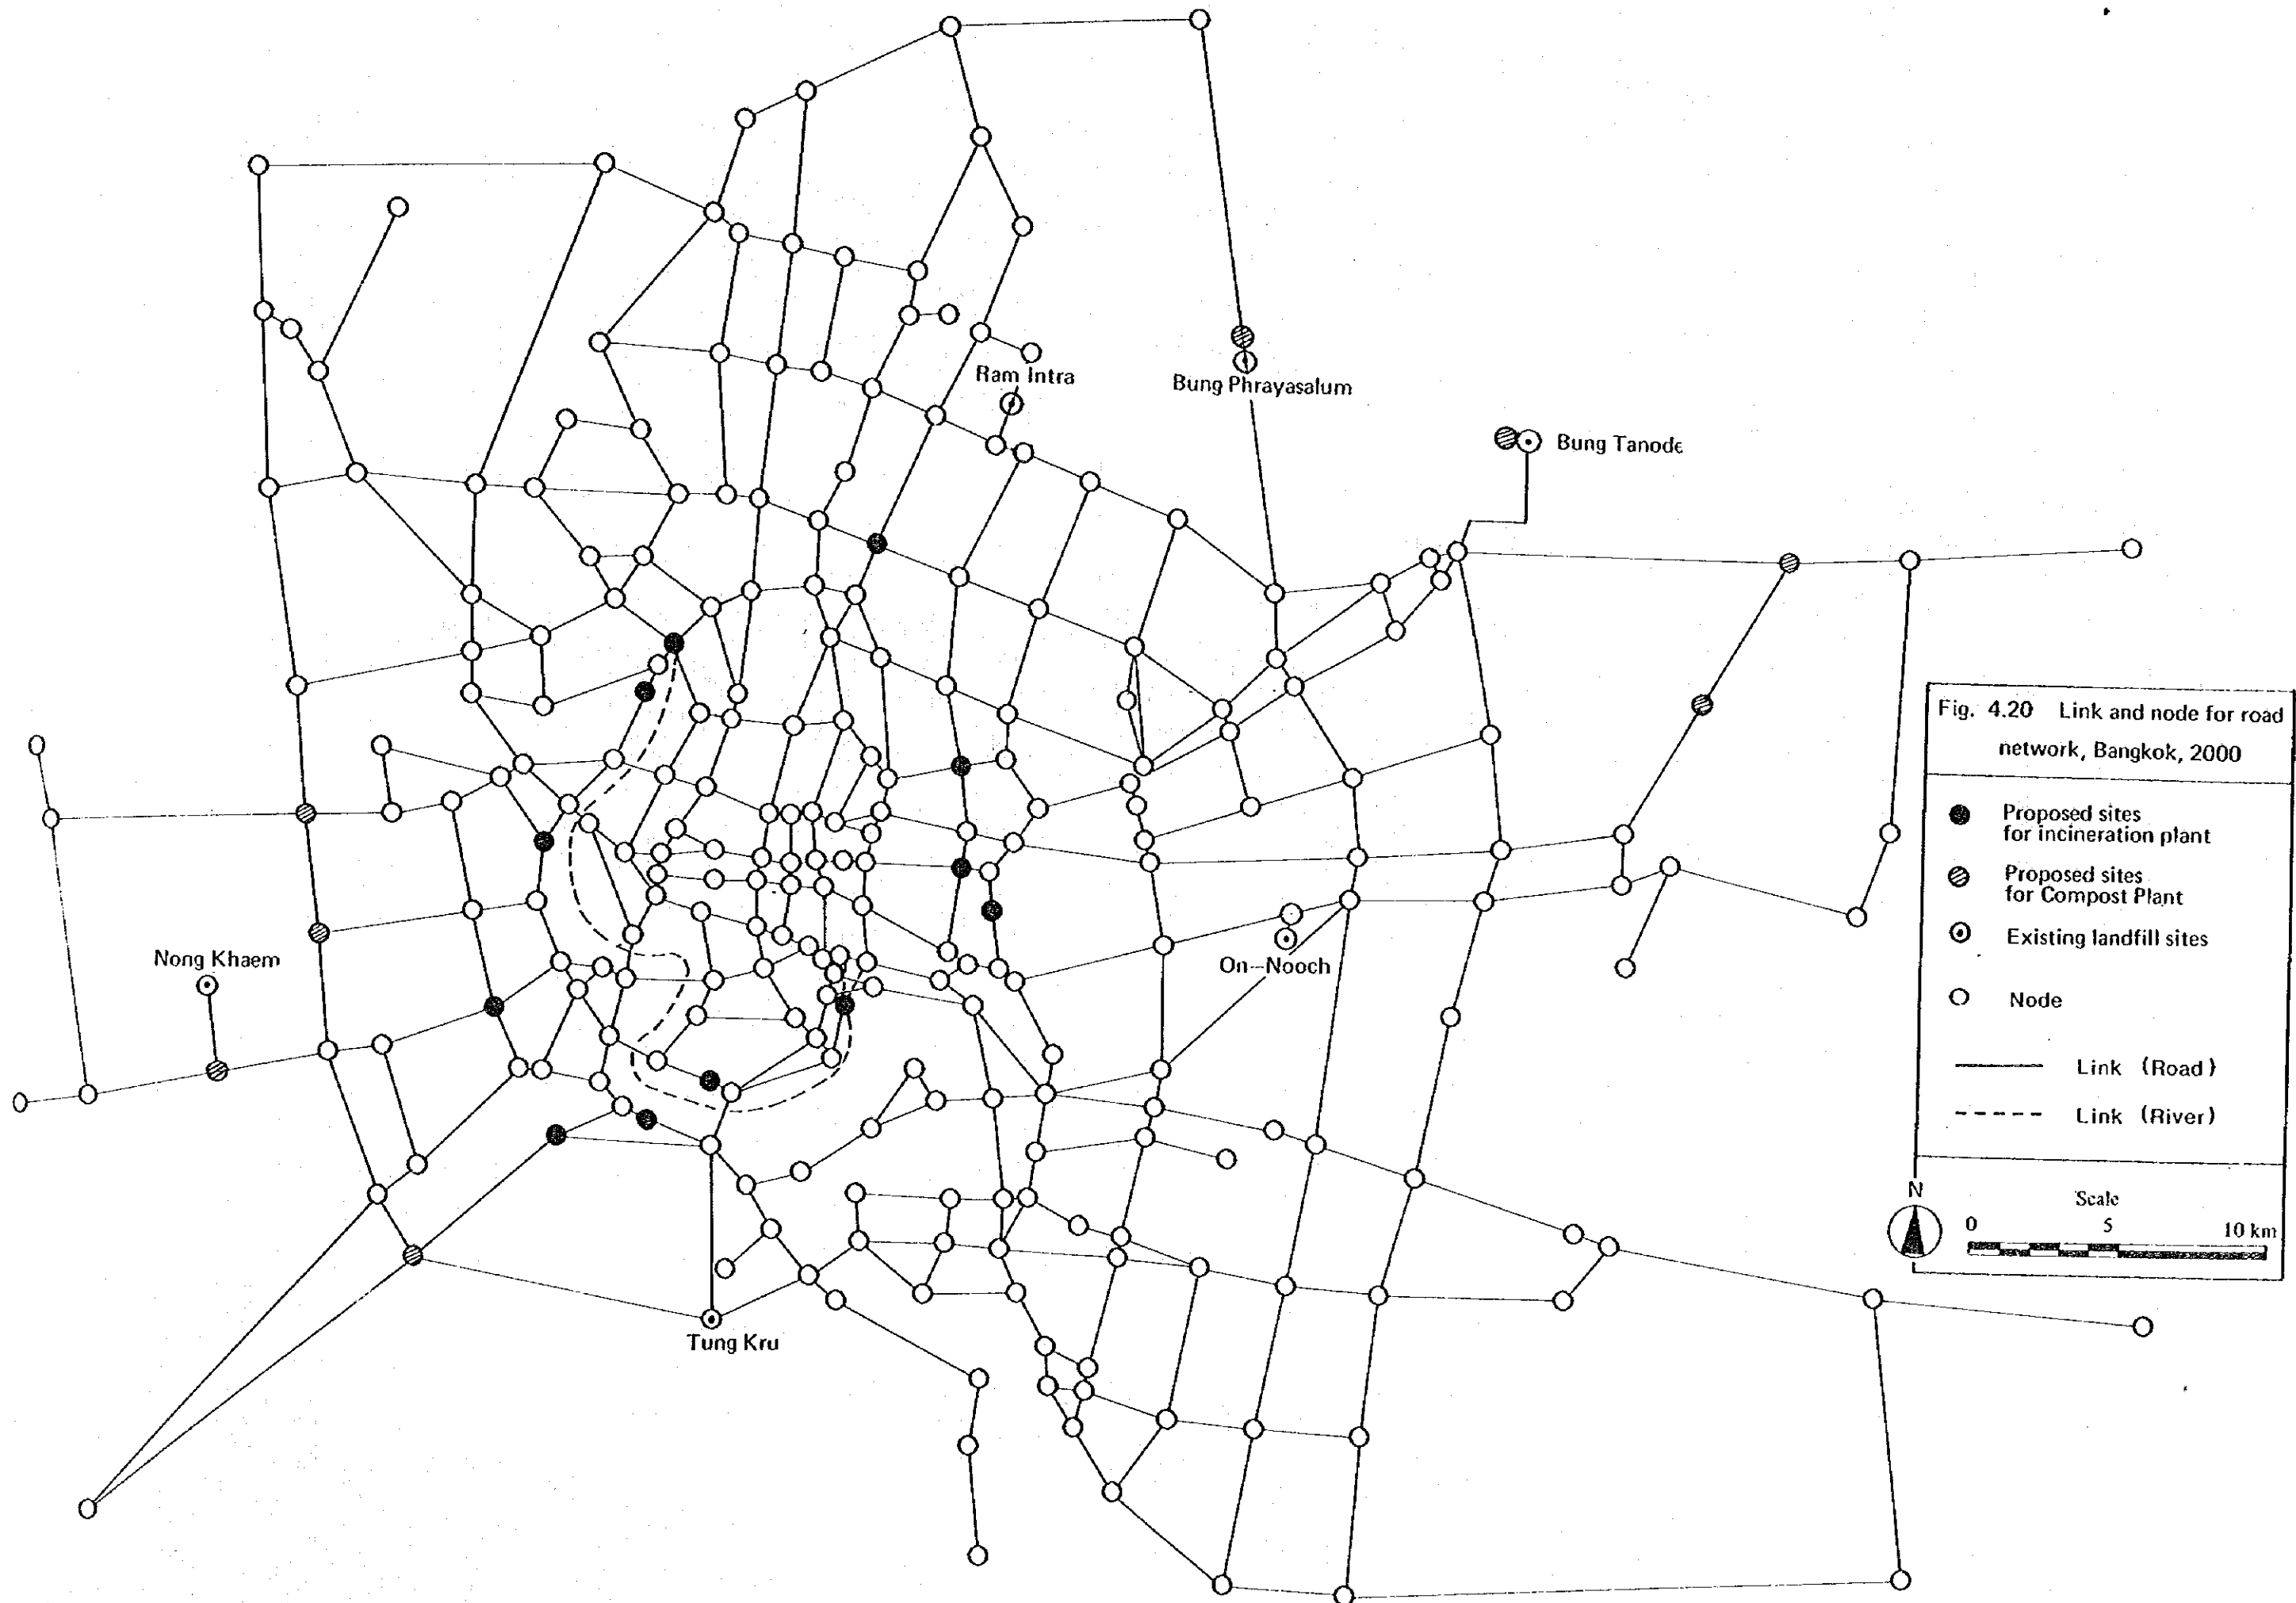 Ram Intra
Bung Phrayasalum
Bung Tanode
Nong Khaem
On-Nooch
Tung Kru
Fig. 4.20 Link and node for road
network, Bangkok, 2000
Proposed sites
for incineration plant
Proposed sites
for Compost Plant
Existing landfill sites
Node
Link (Road)
Link (River)
N
Scale
0 5 10 km